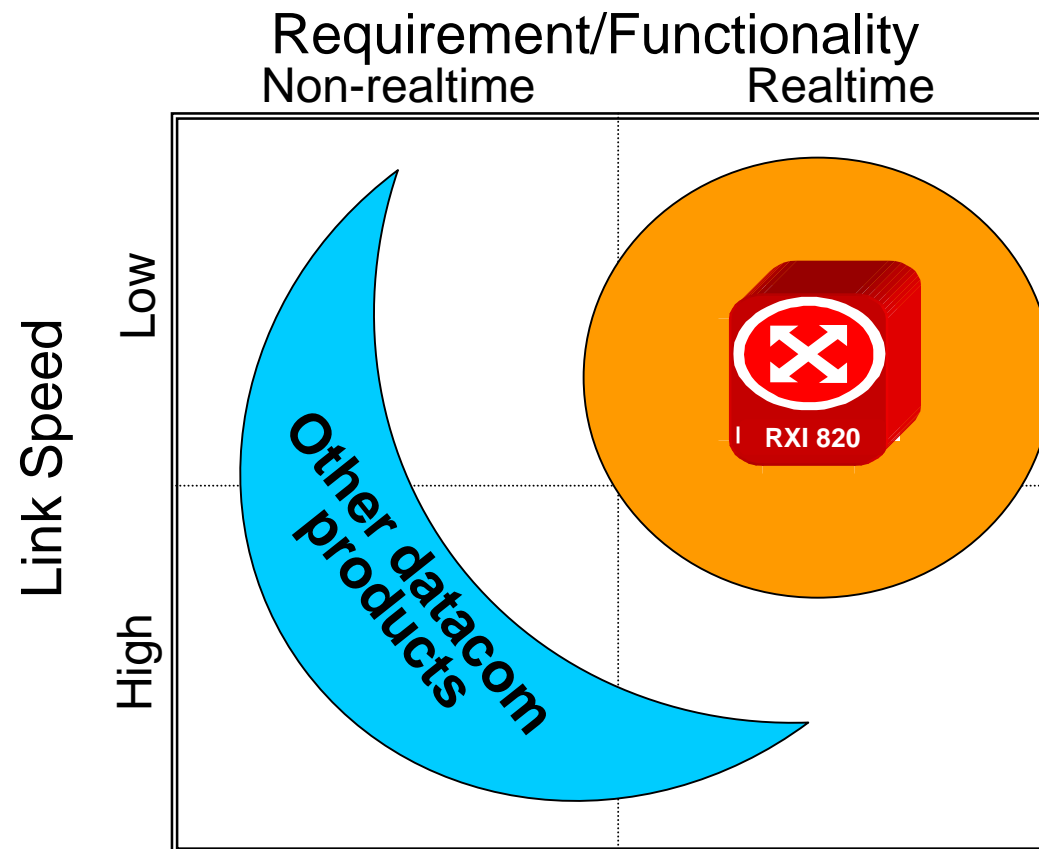 Requirement/Functionality
Non-realtime Realtime
Link Speed
Low
High
RXI 820
Other datacom
products